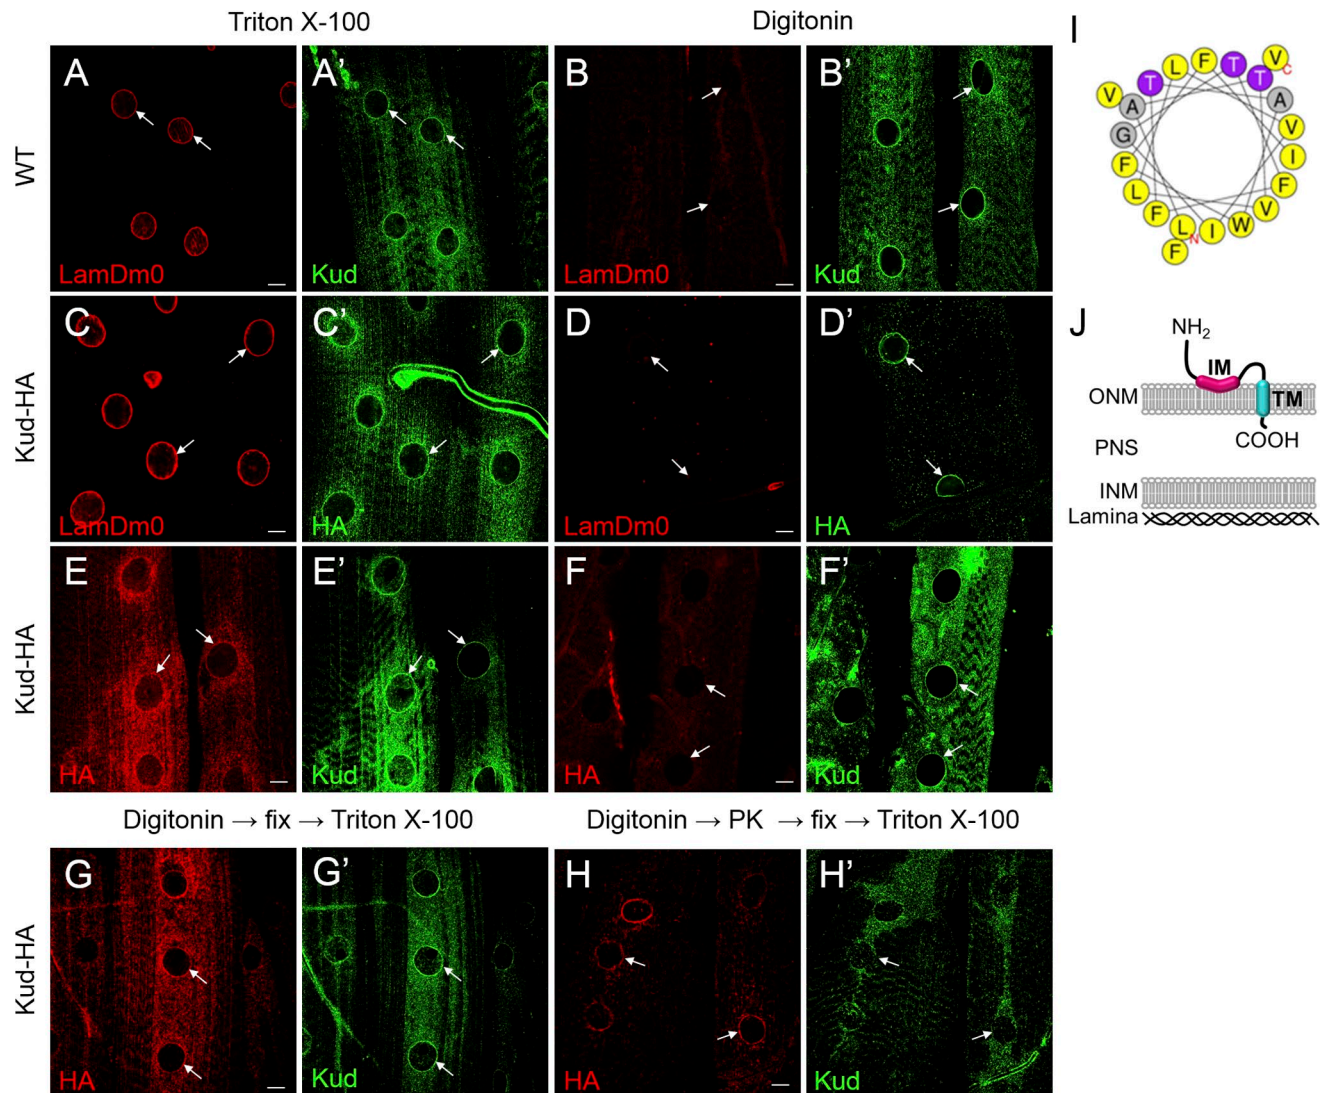 Triton X-100
Digitonin
A
A'
B
B'
I
WT
LamDm0
Kud
LamDm0
Kud
V A T L F T T V C
G A
F V
L I
F F
L N I W V
F
C
C'
D
D'
J
Kud-HA
LamDm0
HA
LamDm0
HA
NH2
IM
ONM
TM
COOH
PNS
INM
Lamina
E
E'
F
F'
Kud-HA
HA
Kud
HA
Kud
Digitonin → fix → Triton X-100
Digitonin → PK → fix → Triton X-100
G
G'
H
H'
Kud-HA
HA
Kud
HA
Kud